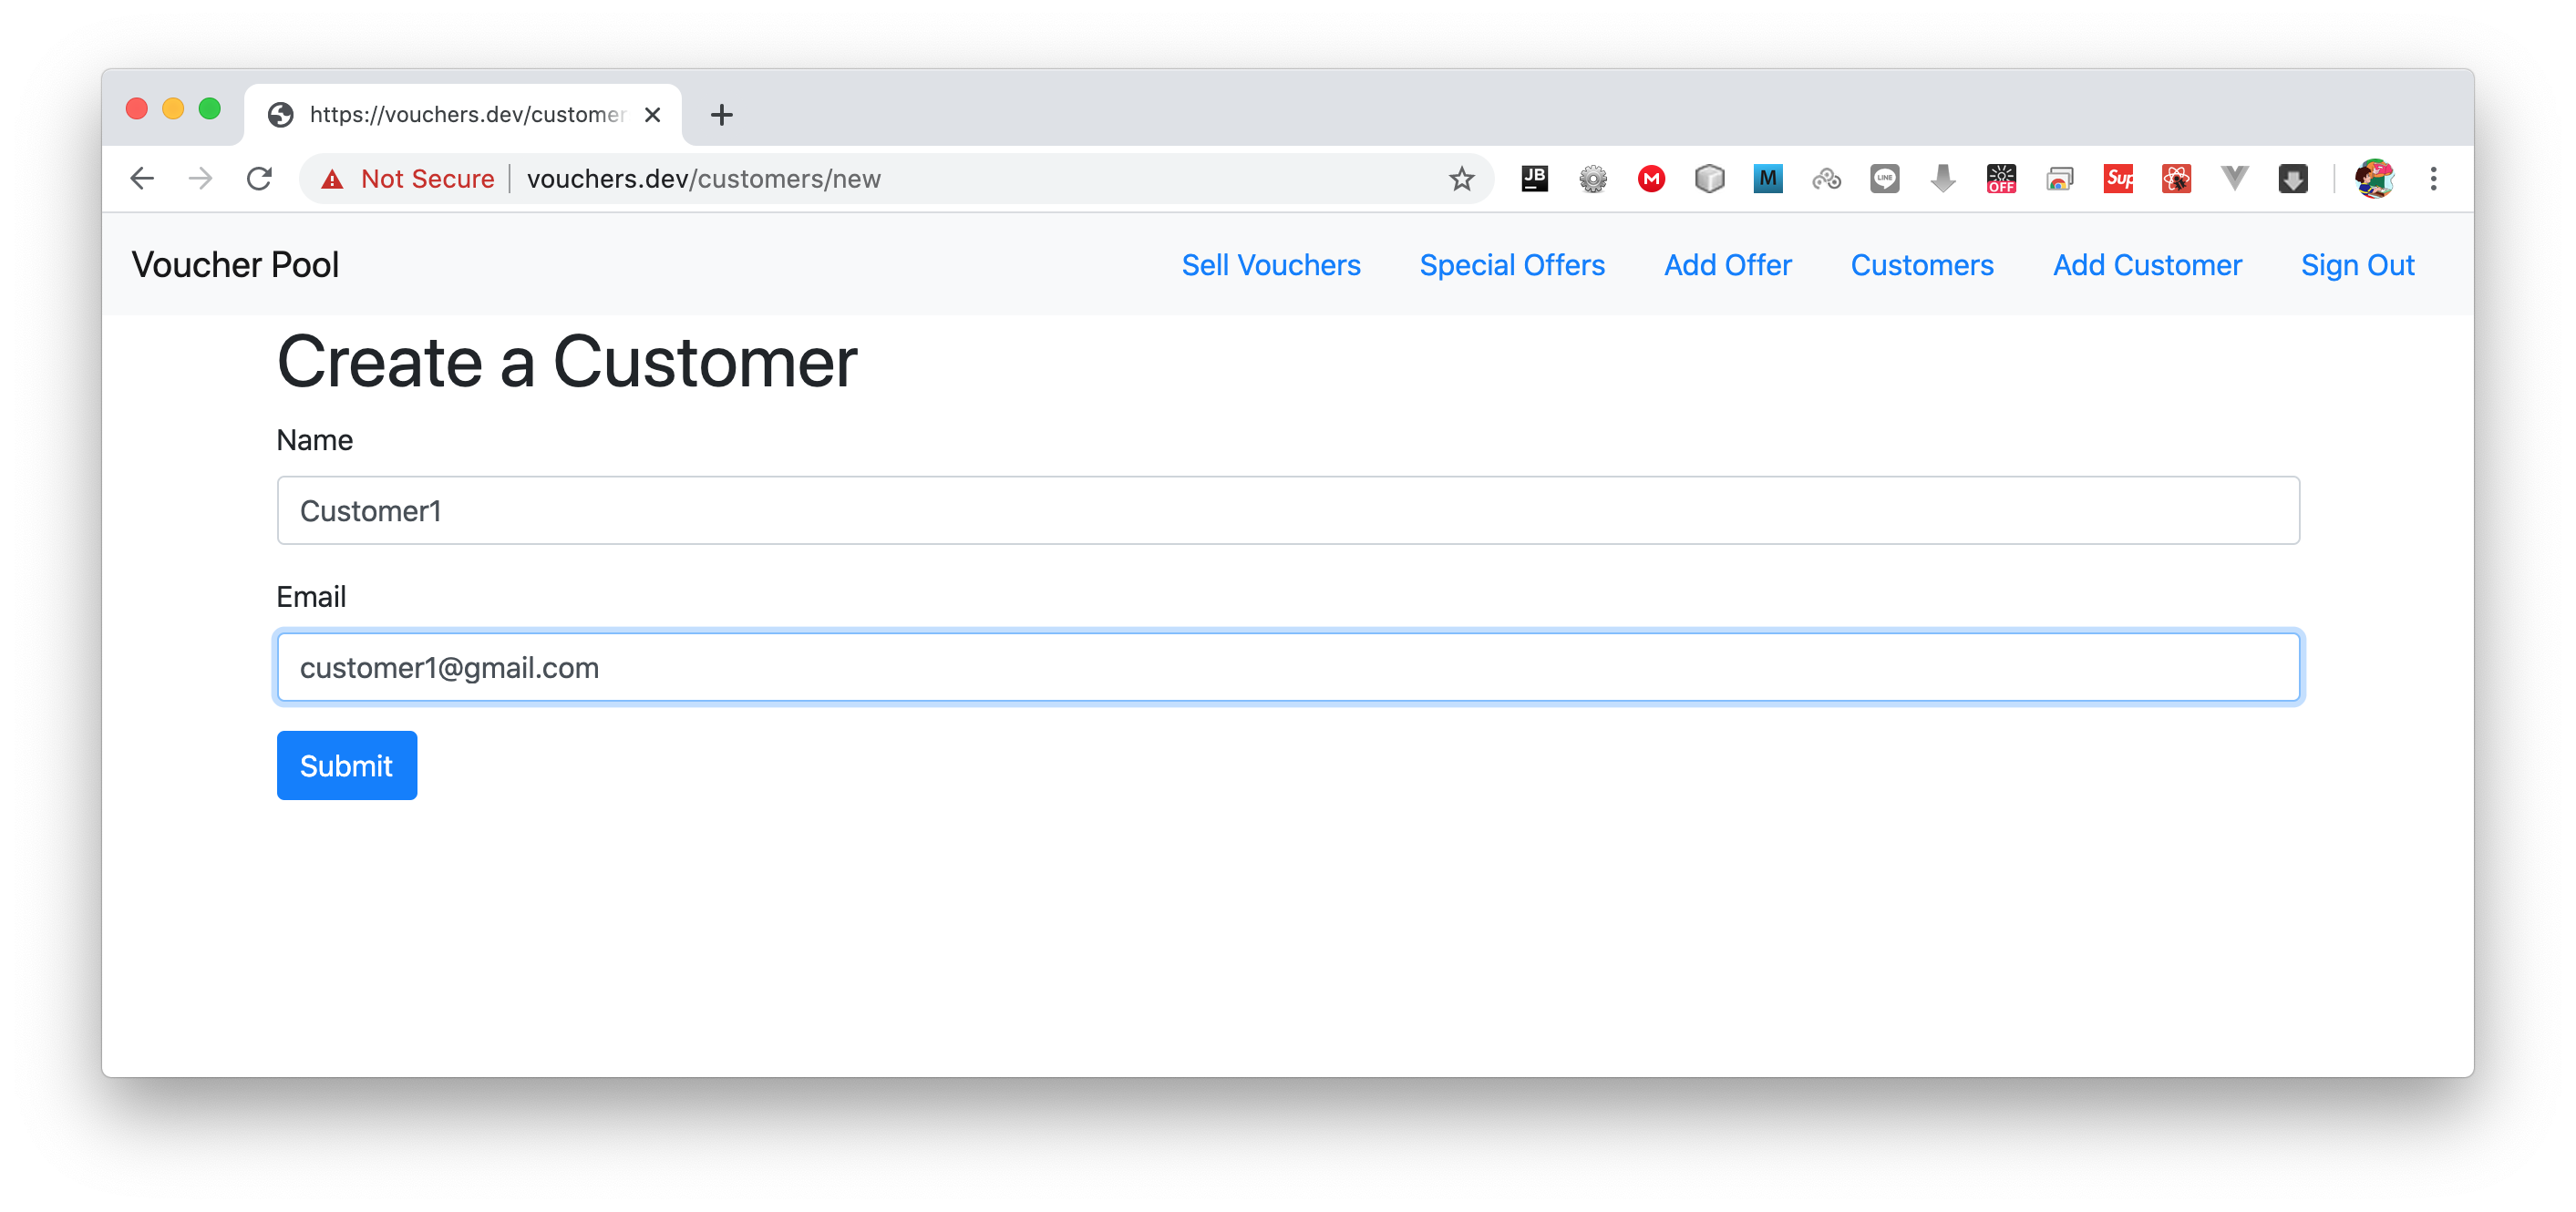 https://vouchers.dev/customer
Not Secure vouchers.dev/customers/new
JB M M LINE OFF Sup
Voucher Pool Sell Vouchers Special Offers Add Offer Customers Add Customer Sign Out
Create a Customer
Name
Customer1
Email
customer1@gmail.com
Submit